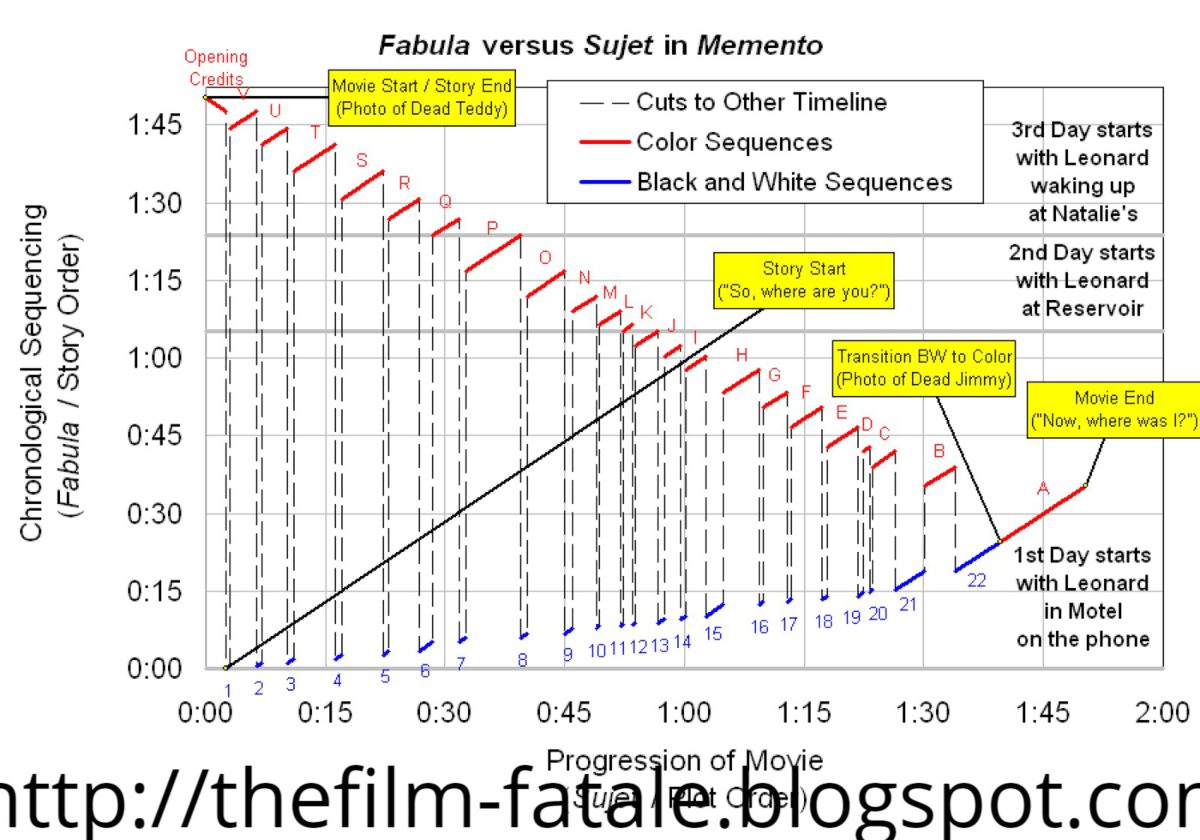 Fabula versus Sujet in Memento
Opening
Credits
Movie Start / Story End
(Photo of Dead Teddy)
Cuts to Other Timeline
Color Sequences
Black and White Sequences
3rd Day starts
with Leonard
waking up
at Natalie's
2nd Day starts
with Leonard
at Reservoir
Story Start
("So, where are you?")
Transition BW to Color
(Photo of Dead Jimmy)
Movie End
("Now, where was I?")
1st Day starts
with Leonard
in Motel
on the phone
Chronological Sequencing
(Fabula / Story Order)
1:45
1:30
1:15
1:00
0:45
0:30
0:15
0:00
V U T S R Q P O N M L K J I H G F E D C B A
1 2 3 4 5 6 7 8 9 10 11 12 13 14 15 16 17 18 19 20 21 22
0:00 0:15 0:30 0:45 1:00 1:15 1:30 1:45 2:00
Progression of Movie
(Sujet / Plot Order)
http://thefilm-fatale.blogspot.com